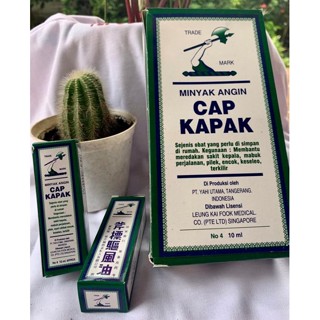 TRADE
MARK
MINYAK ANGIN
CAP
KAPAK
Sejenis obat yang perlu di simpan
di rumah. Kegunaan : Membantu
meredakan sakit kepala, mabuk
perjalanan, pilek, encok, keseleo,
terkilir
Di Produksi oleh
PT. YAHI UTAMA, TANGERANG,
INDONESIA
Dibawah Lisensi
LEUNG KAI FOOK MEDICAL
CO. (PTE LTD) SINGAPORE
No 4 10 ml
MINYAK ANGIN
CAP
KAPAK
斧標驅風油